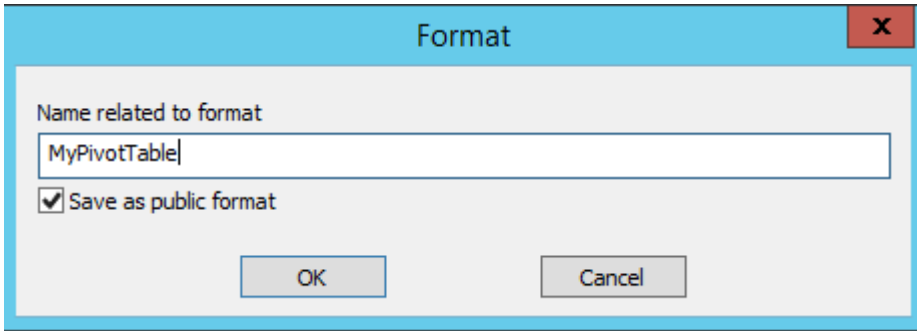 Format
x
Name related to format
MyPivotTable
Save as public format
OK Cancel